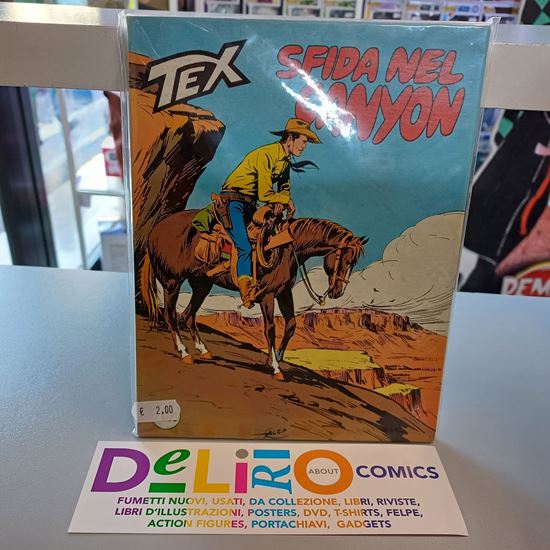 TEX
SFIDA NEL
CANYON
€ 2.00
DeLiRIO ABOUT COMICS
FUMETTI NUOVI, USATI, DA COLLEZIONE, LIBRI, RIVISTE,
LIBRI D'ILLUSTRAZIONI, POSTERS, DVD, T-SHIRTS, FELPE,
ACTION FIGURES, PORTACHIAVI, GADGETS